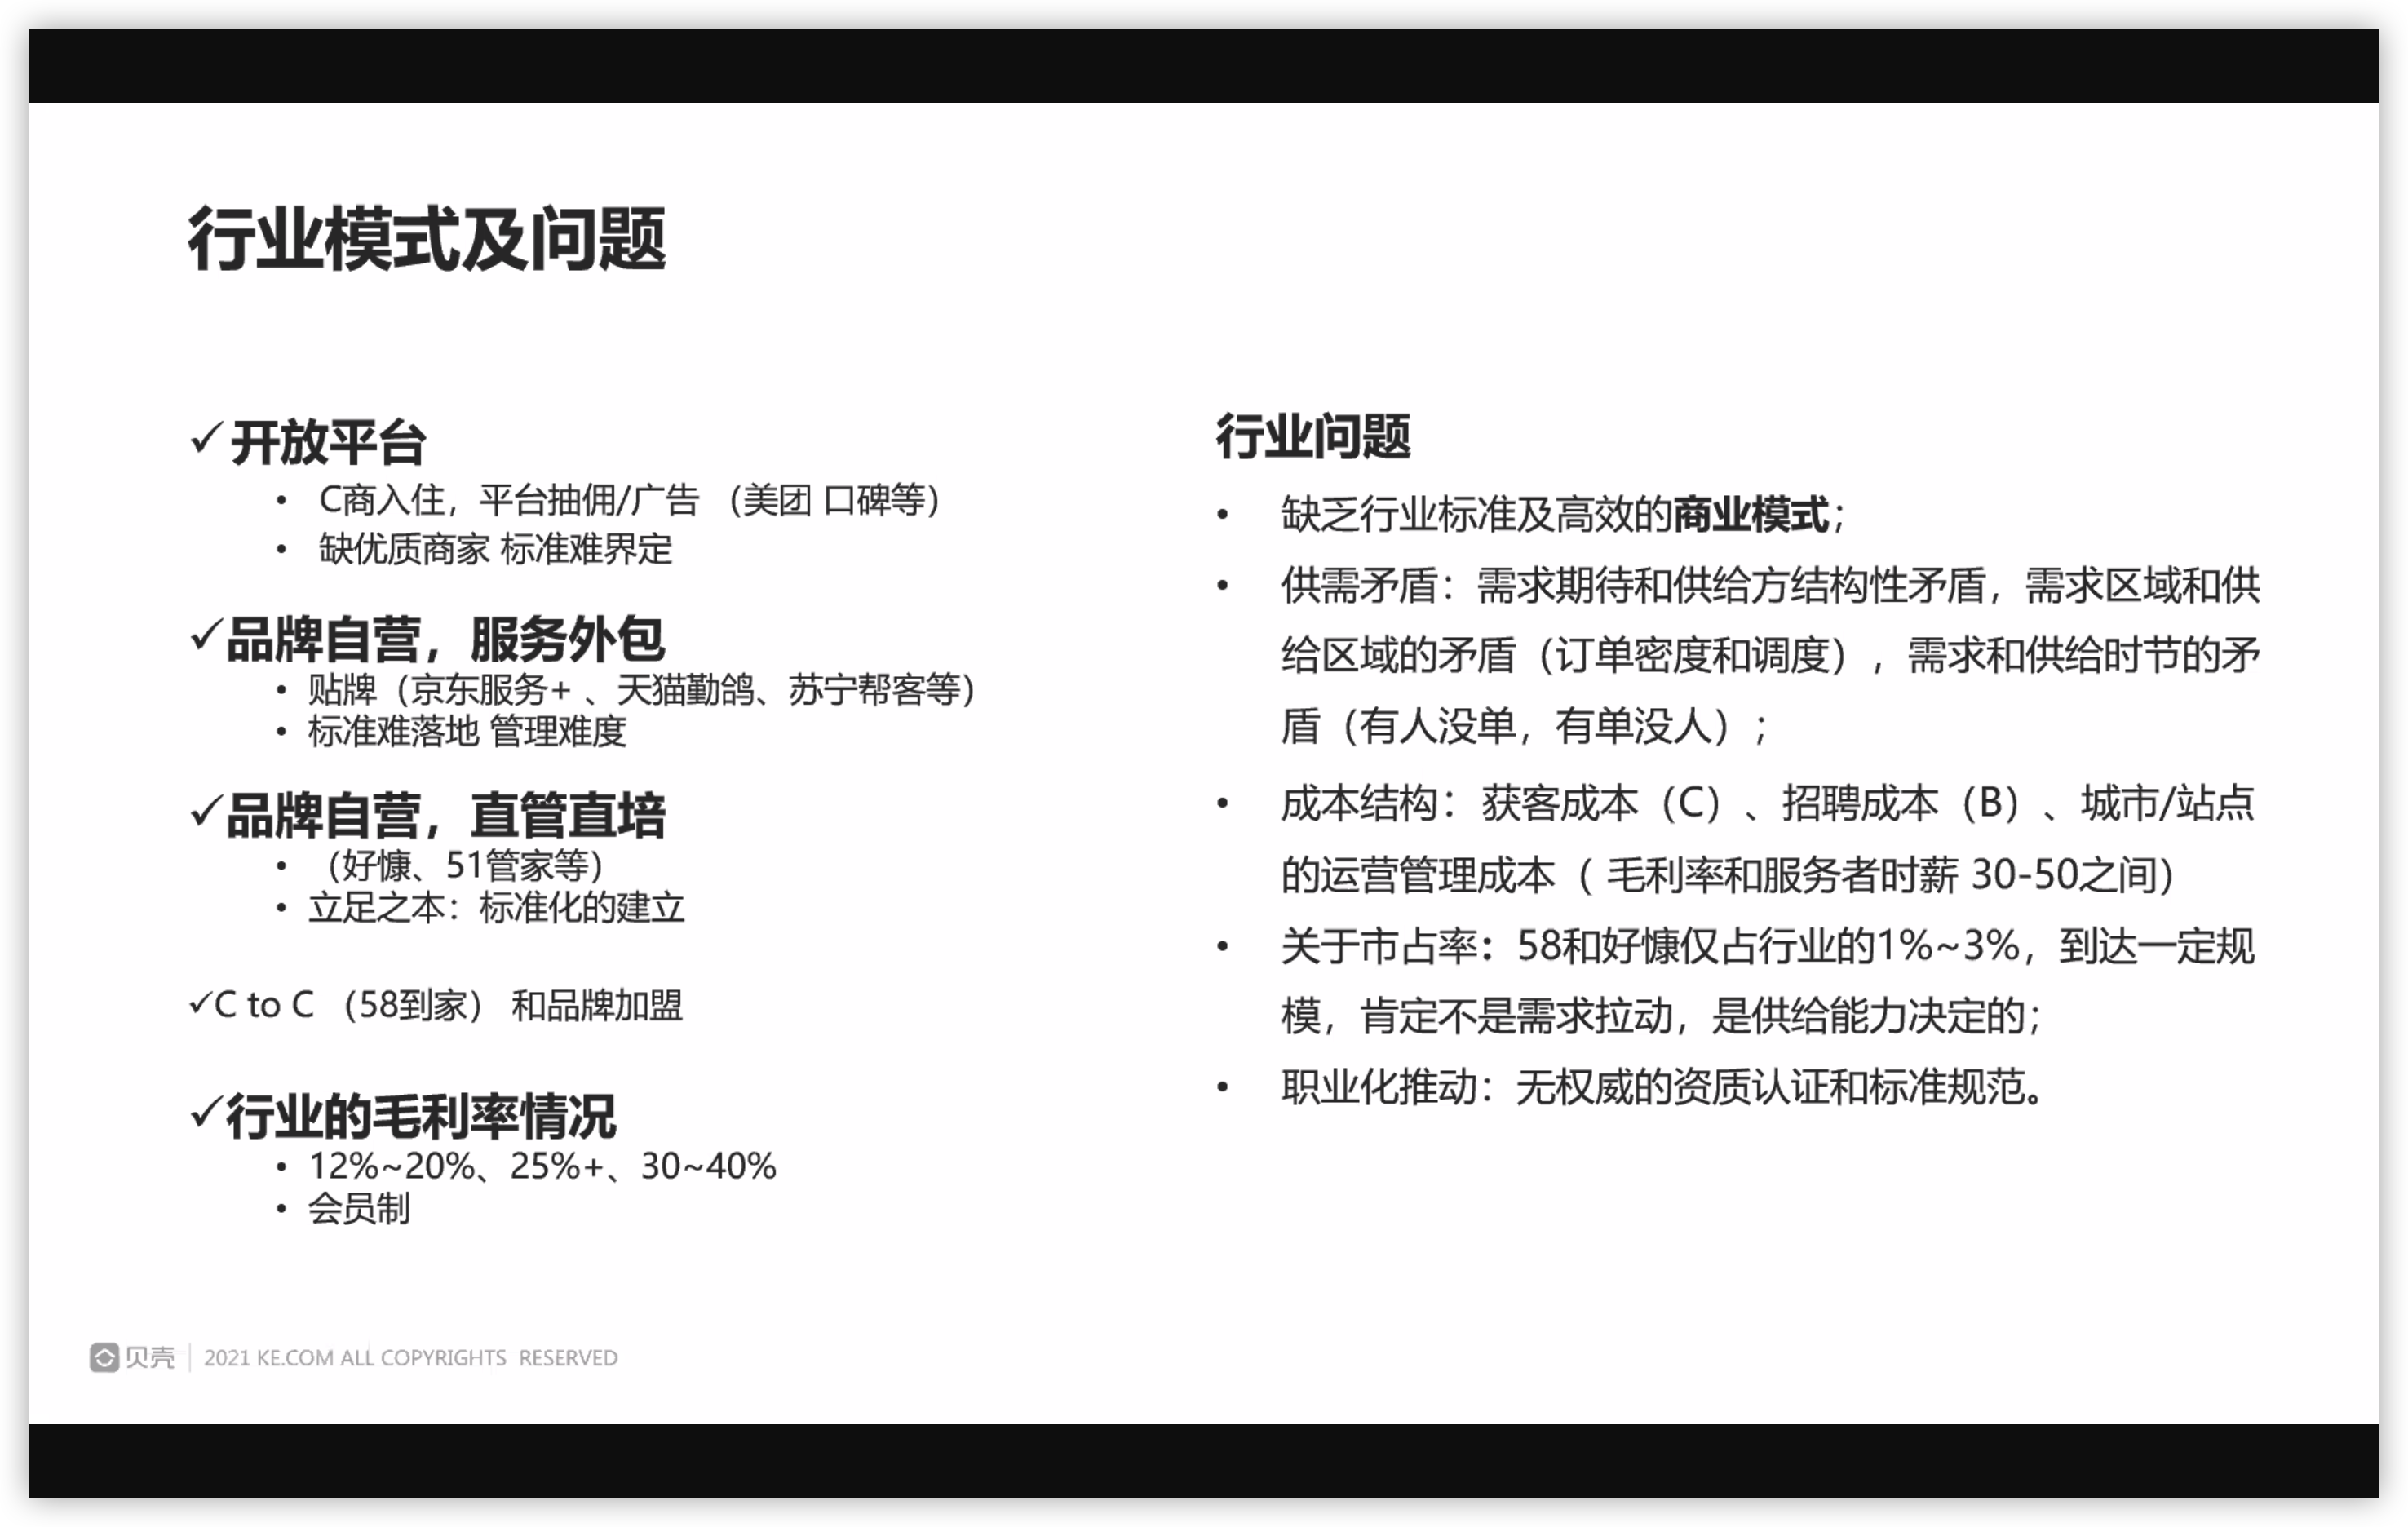 行业模式及问题
✓开放平台
• C商入住，平台抽佣/广告 （美团 口碑等）
• 缺优质商家 标准难界定
✓品牌自营，服务外包
• 贴牌（京东服务+ 、天猫勤鸽、苏宁帮客等）
• 标准难落地 管理难度
✓品牌自营，直管直培
• （好慷、51管家等）
• 立足之本：标准化的建立
✓C to C （58到家） 和品牌加盟
✓行业的毛利率情况
• 12%~20%、25%+、30~40%
• 会员制
行业问题
• 缺乏行业标准及高效的商业模式；
• 供需矛盾：需求期待和供给方结构性矛盾，需求区域和供
给区域的矛盾（订单密度和调度），需求和供给时节的矛
盾（有人没单，有单没人）；
• 成本结构：获客成本（C）、招聘成本（B）、城市/站点
的运营管理成本（ 毛利率和服务者时薪 30-50之间）
• 关于市占率：58和好慷仅占行业的1%~3%，到达一定规
模，肯定不是需求拉动，是供给能力决定的；
• 职业化推动：无权威的资质认证和标准规范。
贝壳 | 2021 KE.COM ALL COPYRIGHTS RESERVED